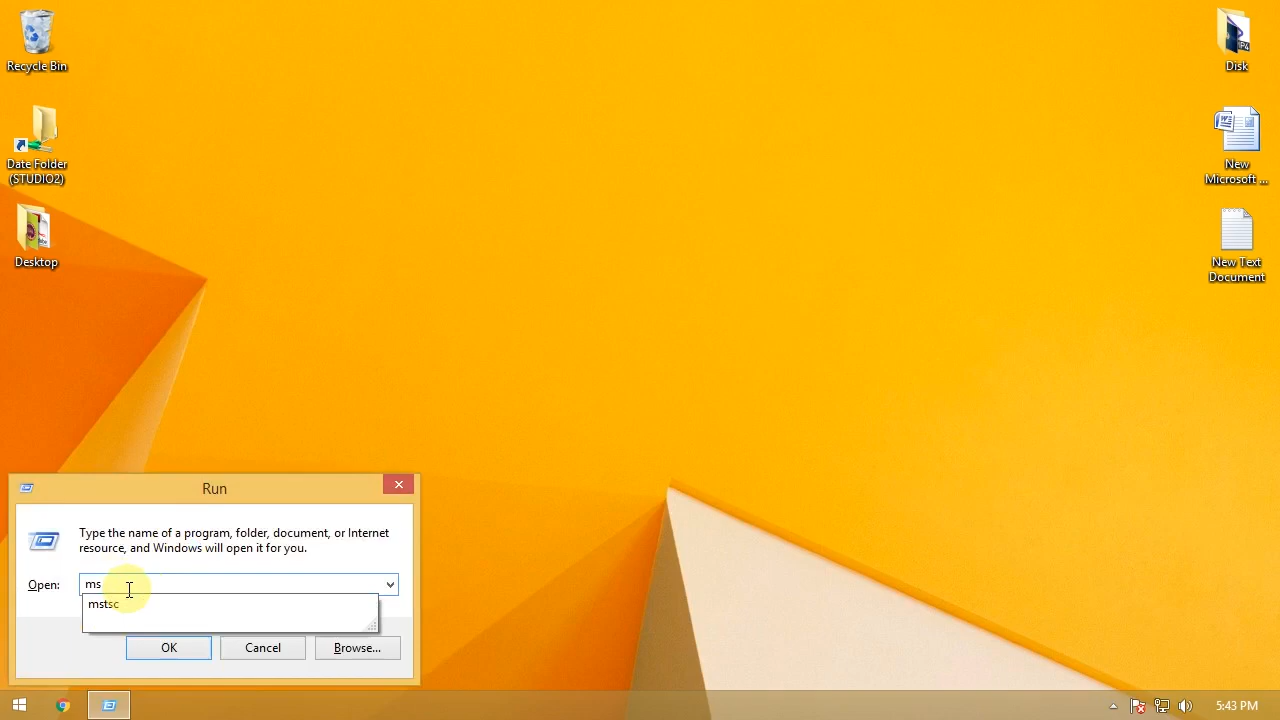 Recycle Bin
Date Folder
(STUDIO2)
Desktop
Disk
New
Microsoft ...
New Text
Document
Run
Type the name of a program, folder, document, or Internet
resource, and Windows will open it for you.
Open:
ms
mstsc
OK
Cancel
Browse...
5:43 PM